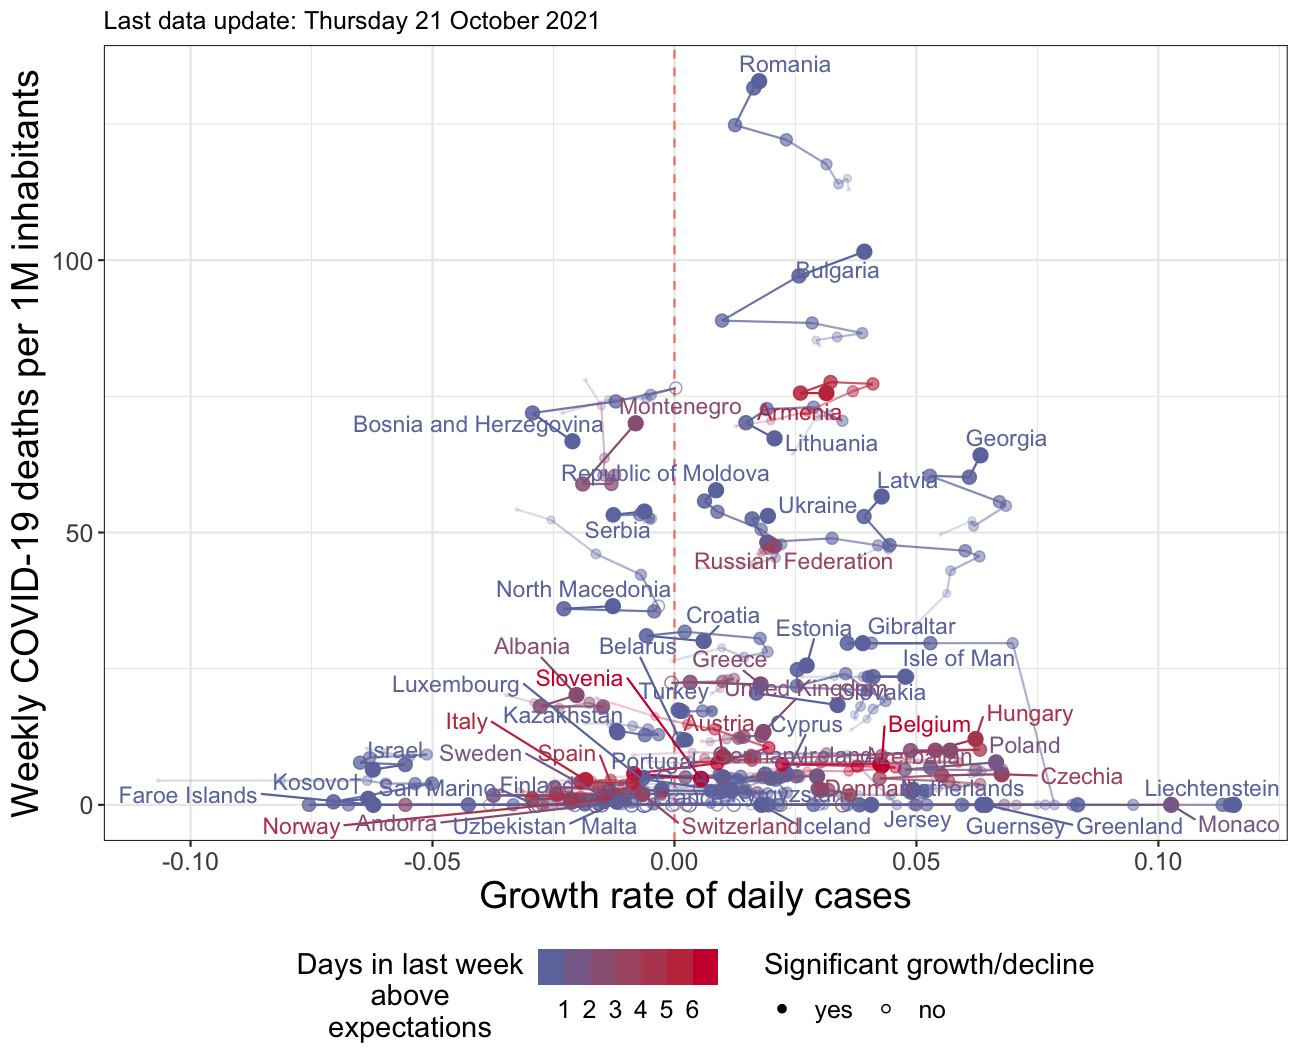 Last data update: Thursday 21 October 2021
Weekly COVID-19 deaths per 1M inhabitants
100
50
0
Romania
Bulgaria
Montenegro
Armenia
Bosnia and Herzegovina
Lithuania
Georgia
Republic of Moldova
Latvia
Ukraine
Serbia
Russian Federation
North Macedonia
Croatia
Estonia
Gibraltar
Albania
Belarus
Greece
Isle of Man
Slovenia
Luxembourg
Turkey
United Kingdom
Slovakia
Kazakhstan
Italy
Austria
Cyprus
Belgium
Hungary
Israel
Sweden
Spain
Portugal
Germany
Ireland
Azerbaijan
Poland
Czechia
Kosovo
San Marino
Finland
Kyrgyzstan
Denmark
Netherlands
Liechtenstein
Faroe Islands
Norway
Andorra
Uzbekistan
Malta
Switzerland
Iceland
Jersey
Guernsey
Greenland
Monaco
-0.10
-0.05
0.00
0.05
0.10
Growth rate of daily cases
Days in last week
above
expectations
1 2 3 4 5 6
Significant growth/decline
yes
no